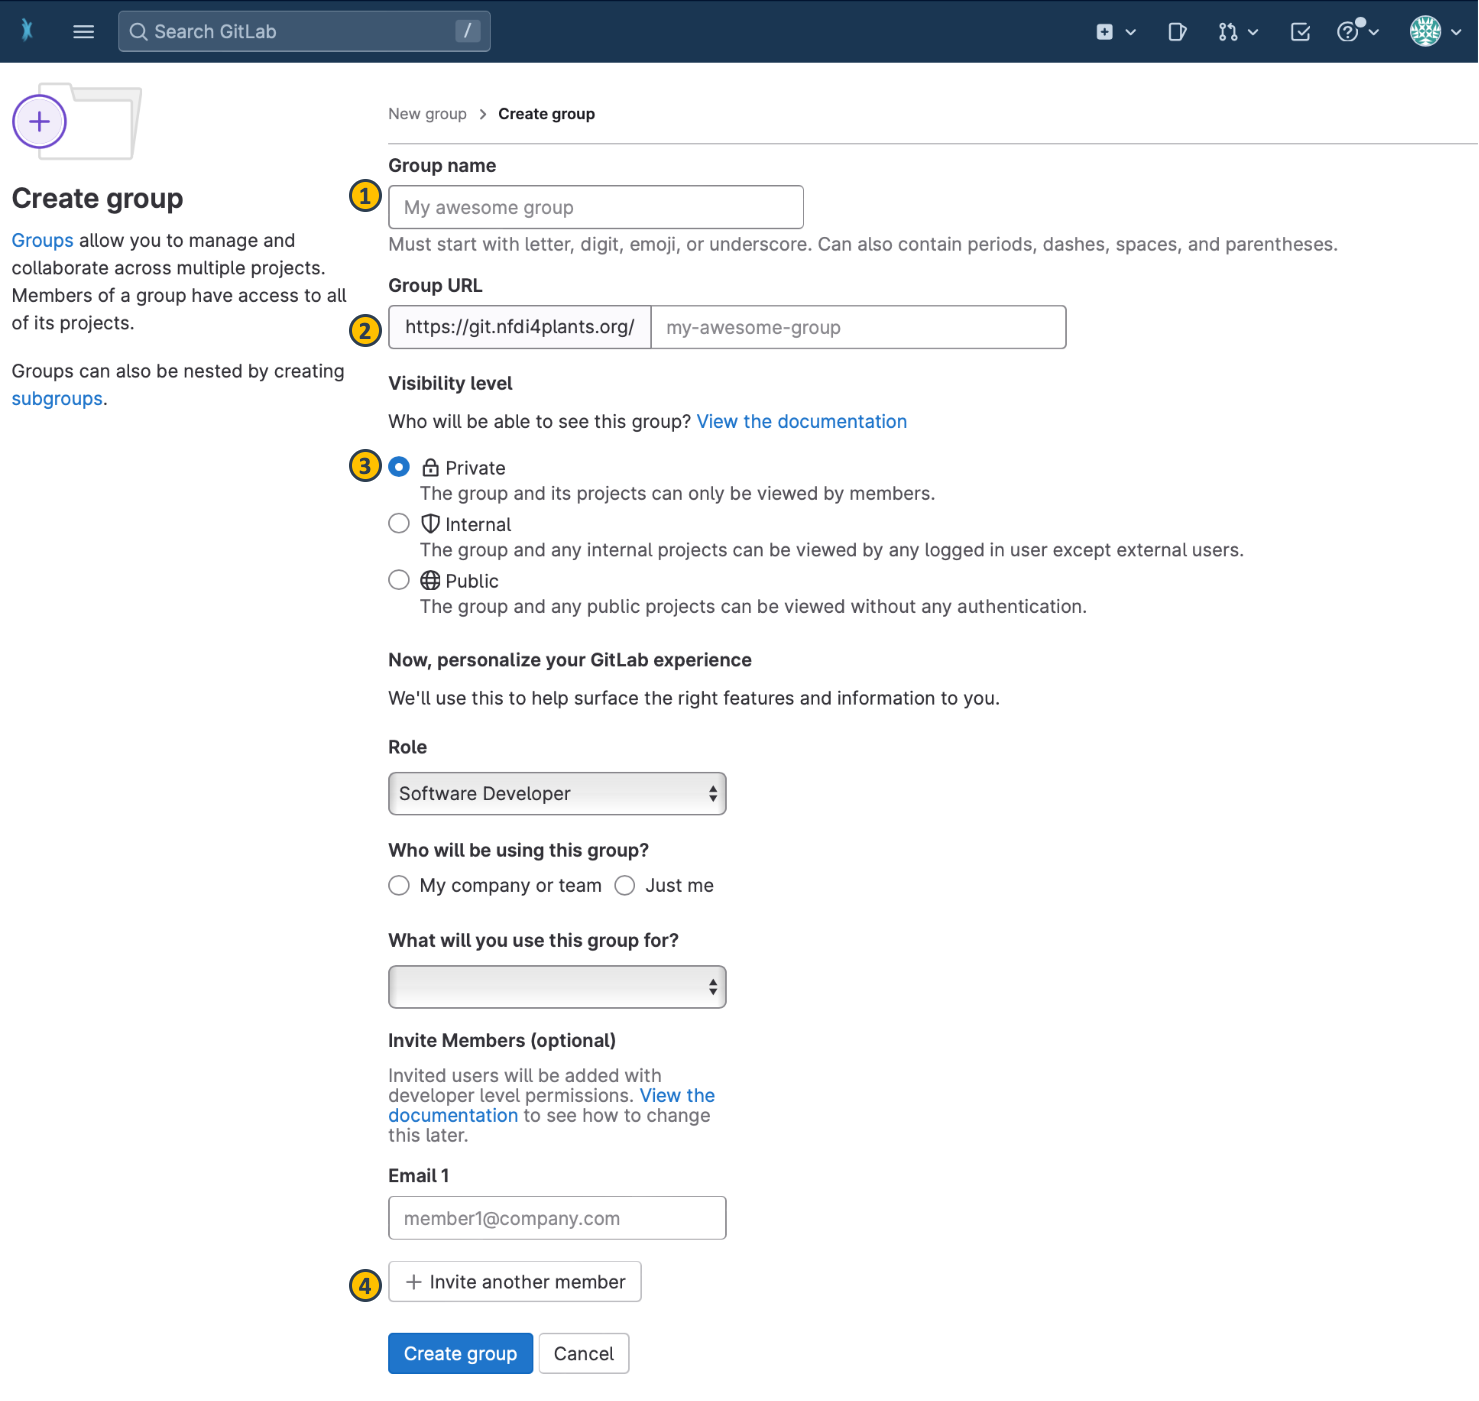 Search GitLab /
New group > Create group
Create group
Groups allow you to manage and
collaborate across multiple projects.
Members of a group have access to all
of its projects.
Groups can also be nested by creating
subgroups.
Group name
1
My awesome group
Must start with letter, digit, emoji, or underscore. Can also contain periods, dashes, spaces, and parentheses.
Group URL
2
https://git.nfdi4plants.org/ my-awesome-group
Visibility level
Who will be able to see this group? View the documentation
3
Private
The group and its projects can only be viewed by members.
Internal
The group and any internal projects can be viewed by any logged in user except external users.
Public
The group and any public projects can be viewed without any authentication.
Now, personalize your GitLab experience
We'll use this to help surface the right features and information to you.
Role
Software Developer
Who will be using this group?
My company or team Just me
What will you use this group for?
Invite Members (optional)
Invited users will be added with
developer level permissions. View the
documentation to see how to change
this later.
Email 1
member1@company.com
4
+ Invite another member
Create group Cancel